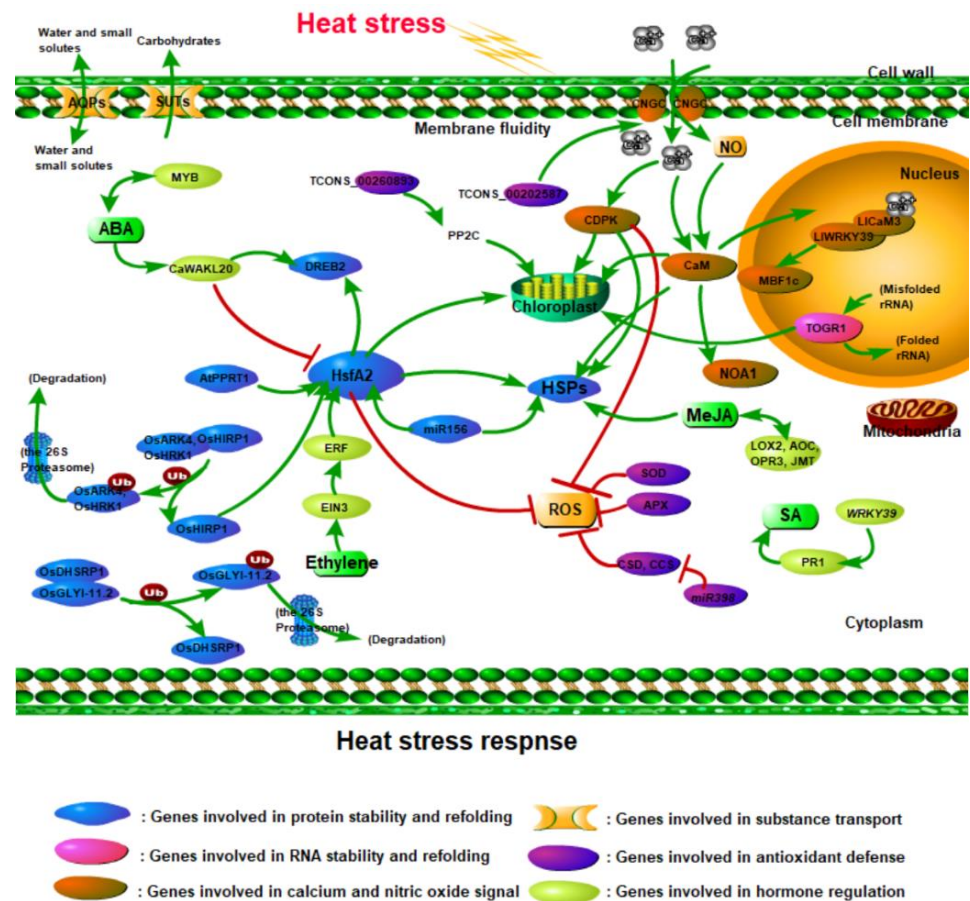 Heat stress
Water and small
solutes
Carbohydrates
Cell wall
AQPs
SUTs
CNGC
CNGC
Membrane fluidity
Cell membrane
Water and
small solutes
NO
Nucleus
MYB
TCONS_00260893
TCONS_00202587
LlCaM3
LlWRKY39
ABA
CDPK
PP2C
CaWAKL20
DREB2
CaM
MBF1c
Chloroplast
(Misfolded
rRNA)
TOGR1
(Folded
rRNA)
(Degradation)
AtPPRT1
HsfA2
HSPs
NOA1
MeJA
Mitochondria
miR156
OsARK4,
OsHRK1
OsHIRP1
(the 26S
Proteasome)
Ub
Ub
OsARK4,
OsHRK1
OsHIRP1
ERF
LOX2, AOC,
OPR3, JMT
EIN3
SOD
ROS
APX
SA
WRKY39
PR1
Ethylene
CSD, CCS
miR398
OsDHSRP1
OsGLYI-11.2
Ub
OsGLYI-11.2
Ub
OsDHSRP1
(the 26S
Proteasome)
(Degradation)
Cytoplasm
Heat stress respnse
: Genes involved in protein stability and refolding
: Genes involved in substance transport
: Genes involved in RNA stability and refolding
: Genes involved in antioxidant defense
: Genes involved in calcium and nitric oxide signal
: Genes involved in hormone regulation